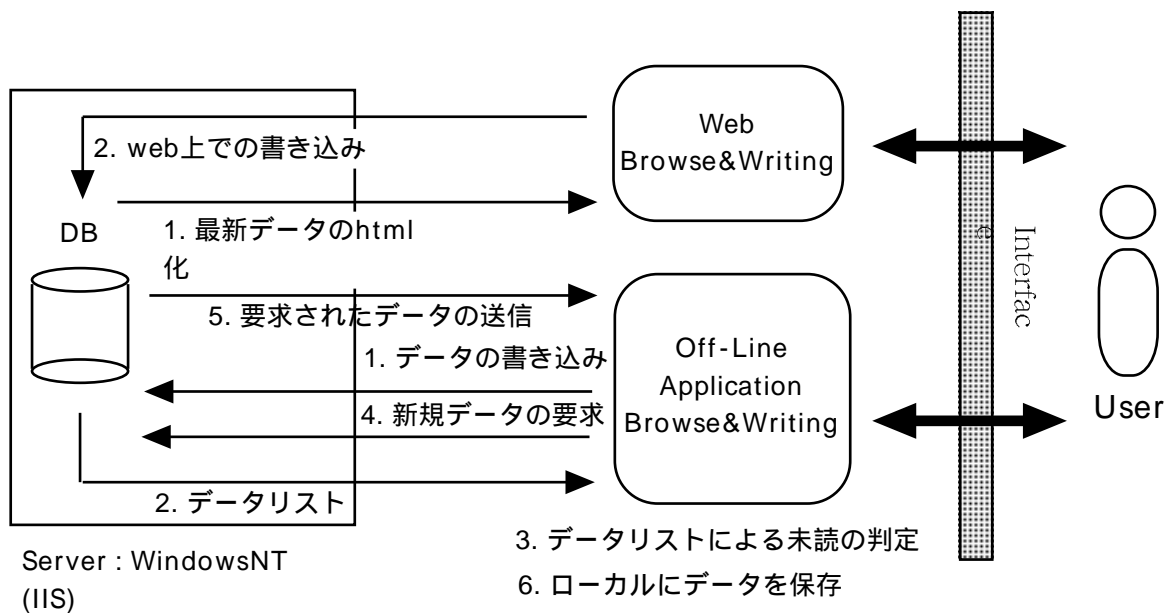 Web
Browse&Writing
2. web上での書き込み
DB
1. 最新データのhtml
化
5. 要求されたデータの送信
1. データの書き込み
4. 新規データの要求
2. データリスト
Off-Line
Application
Browse&Writing
3. データリストによる未読の判定
6. ローカルにデータを保存
Server : WindowsNT
(IIS)
Interfac
e
User